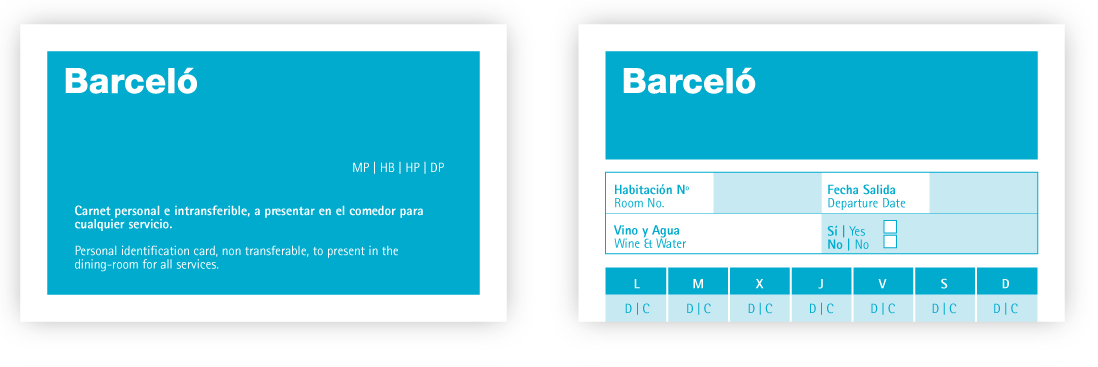 Barceló
MP | HB | HP | DP
Carnet personal e intransferible, a presentar en el comedor para
cualquier servicio.
Personal identification card, non transferable, to present in the
dining-room for all services.
Barceló
Habitación Nº
Room No.
Fecha Salida
Departure Date
Vino y Agua
Wine & Water
Sí | Yes
No | No
L M X J V S D
D | C D | C D | C D | C D | C D | C D | C